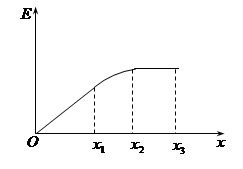 E
O x₁ x₂ x₃ x